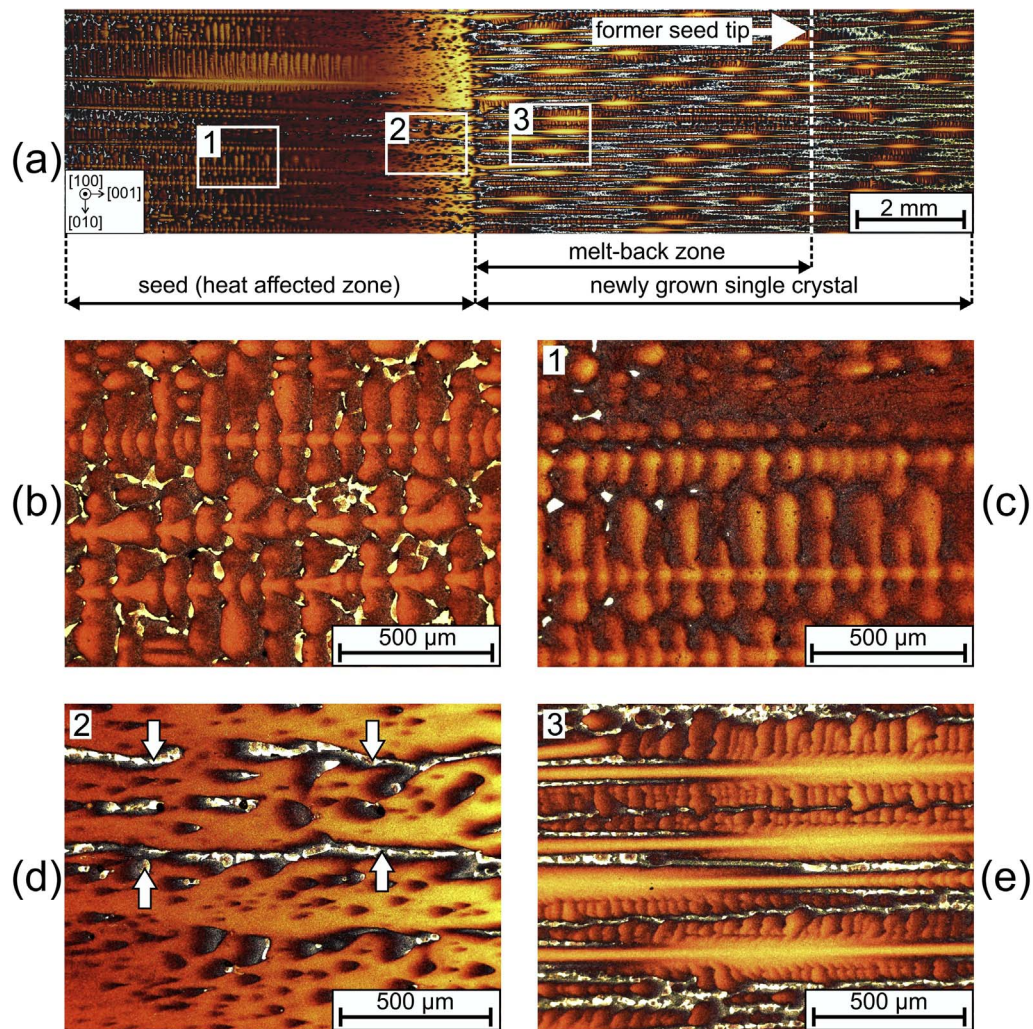 (a)
former seed tip
1
2
3
[100]
[001]
[010]
2 mm
melt-back zone
seed (heat affected zone)
newly grown single crystal
(b)
500 µm
1
(c)
500 µm
2
(d)
500 µm
3
(e)
500 µm